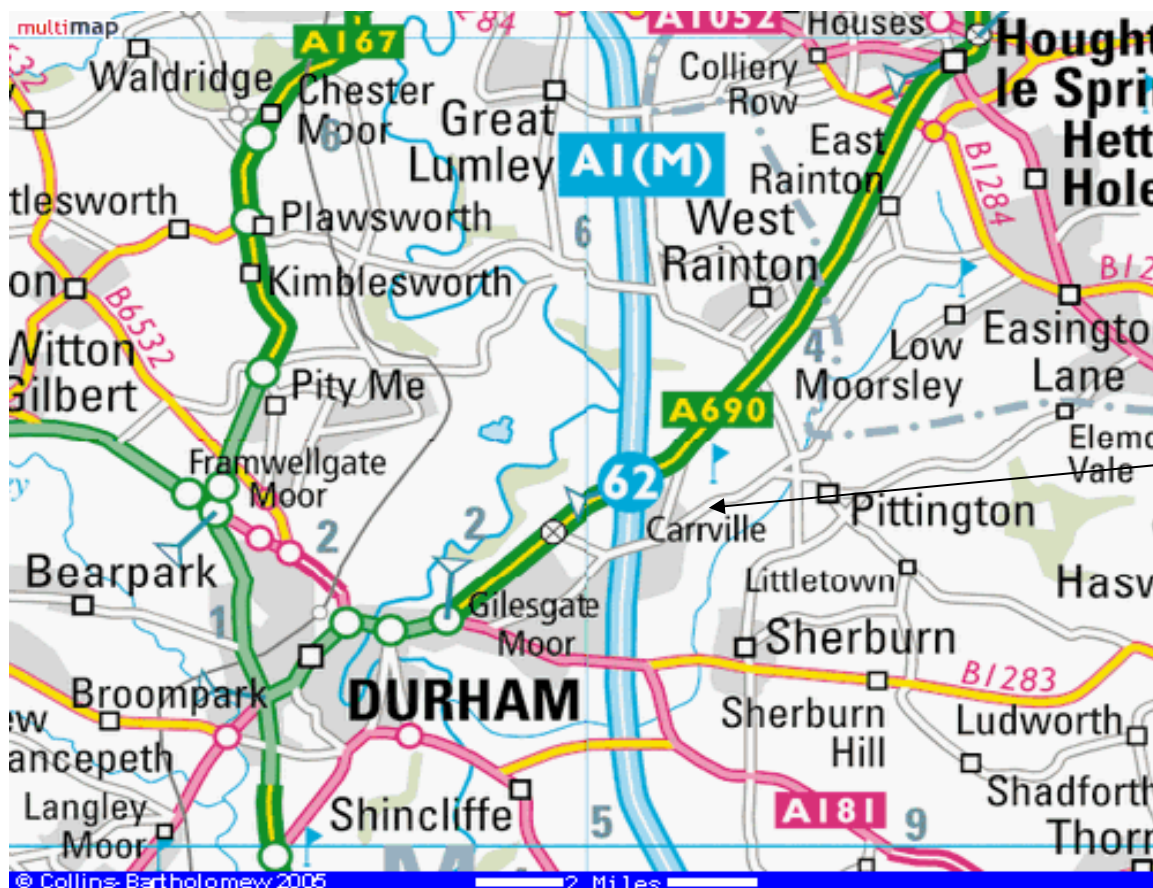 multimap
A167
284
A1052
Houses
Hought
le Spri
Waldridge
Chester
Moor
6
Great
Lumley
A1(M)
Colliery
Row
East
Rainton
B1284
Hett
Hole
tlesworth
Plawsworth
6
West
Rainton
on
Kimblesworth
B12
B6532
Witton
Gilbert
Pity Me
4
Low
Moorsley
Easingto
Lane
A690
Elemo
Vale
Framwellgate
Moor
62
Pittington
2
2
Carrville
Bearpark
Littletown
Hasw
1
Gilesgate
Moor
Sherburn
B1283
Broompark
DURHAM
Sherburn
Hill
Ludworth
ew
ancepeth
Langley
Moor
Shincliffe
5
A181
9
Shadforth
Thorn
© Collins-Bartholomew 2005
2 Miles